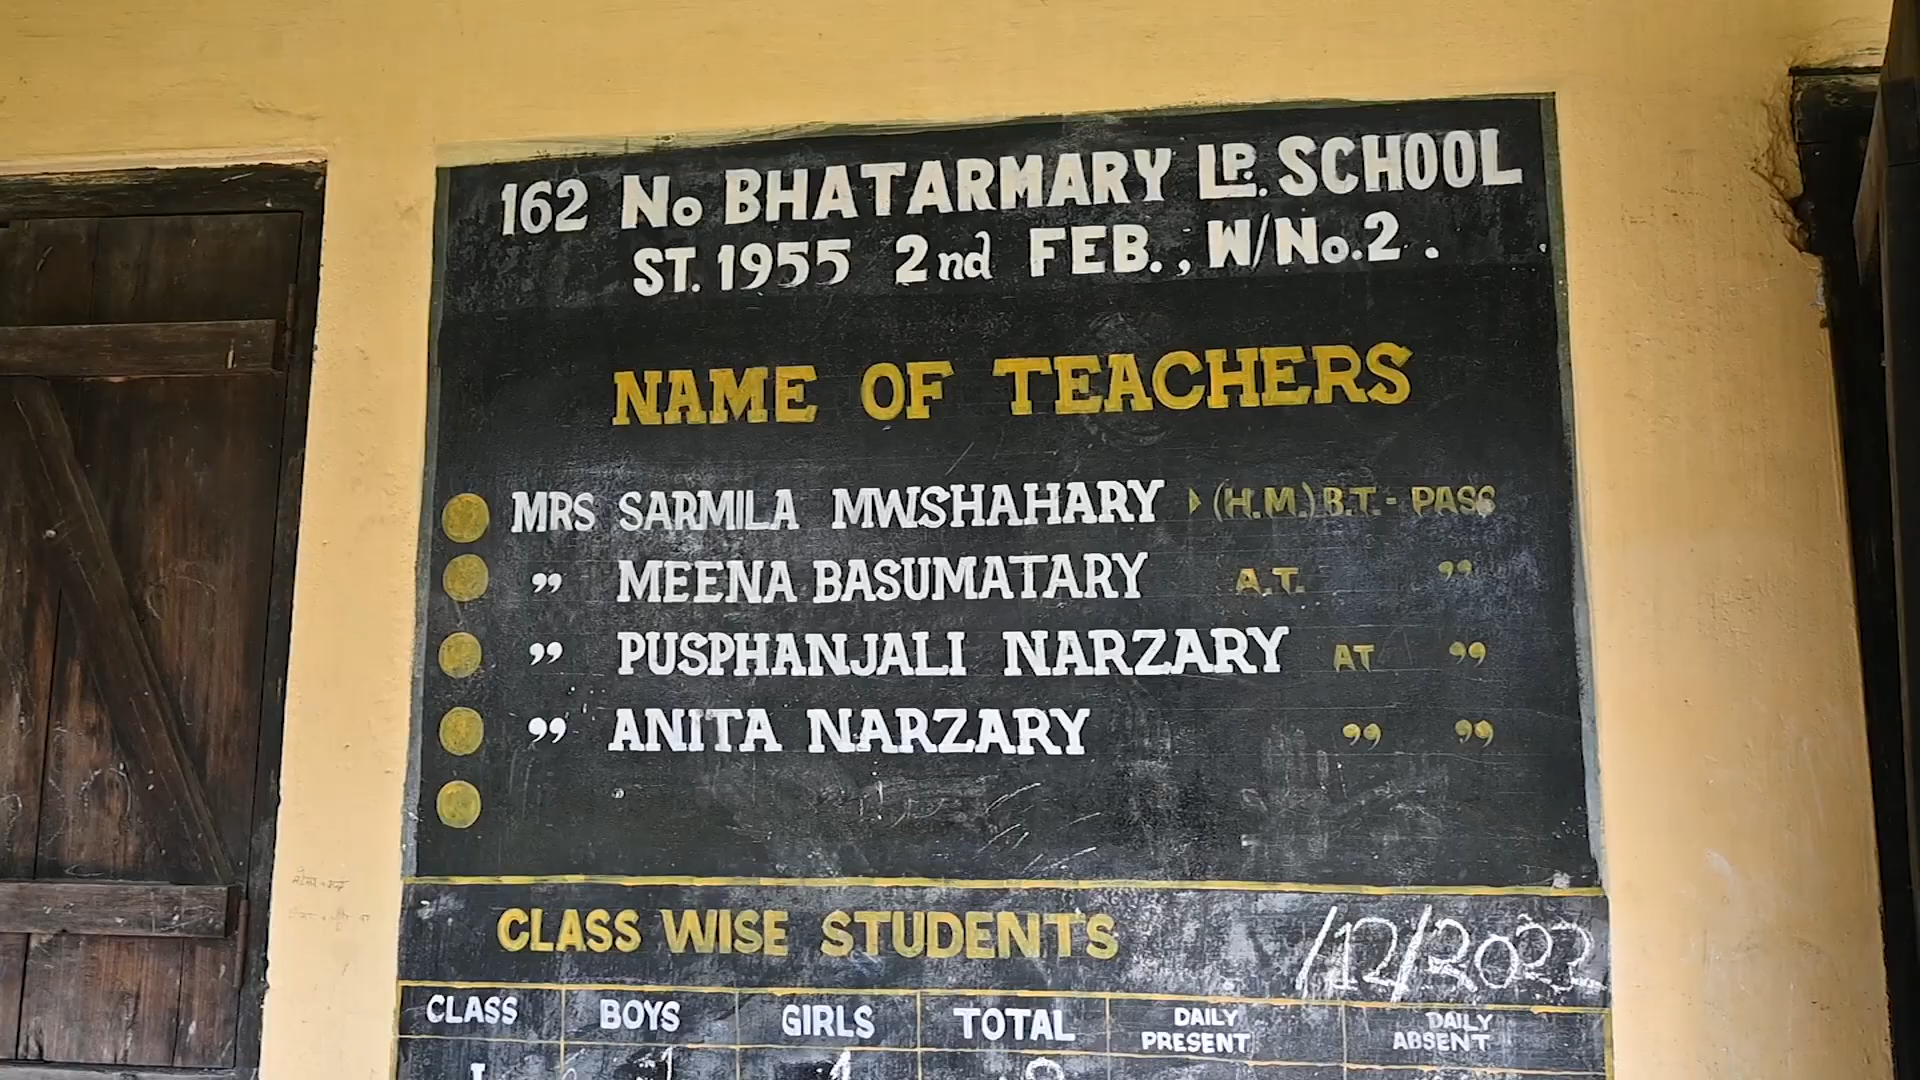 162 No BHATARMARY LP. SCHOOL
ST. 1955 2nd FEB., W/No.2.
NAME OF TEACHERS
MRS SARMILA MWSHAHARY (H.M.) B.T.- PASS
” MEENA BASUMATARY A.T. ”
” PUSPHANJALI NARZARY AT ”
” ANITA NARZARY ” ”
CLASS WISE STUDENTS /12/2022
CLASS BOYS GIRLS TOTAL DAILY PRESENT DAILY ABSENT
I